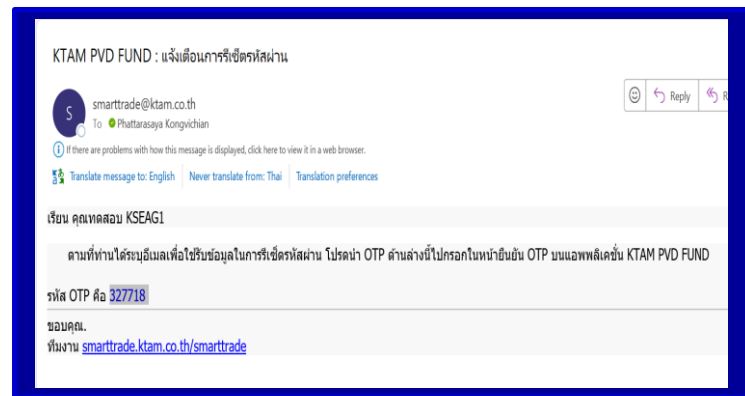 KTAM PVD FUND : แจ้งเตือนการรีเซ็ตรหัสผ่าน
S
smarttrade@ktam.co.th
To Phattarasaya Kongvichian
Reply
R
i If there are problems with how this message is displayed, click here to view it in a web browser.
Translate message to: English Never translate from: Thai Translation preferences
เรียน คุณทดสอบ KSEAG1
ตามที่ท่านได้ระบุอีเมลเพื่อใช้รับข้อมูลในการรีเซ็ตรหัสผ่าน โปรดนำ OTP ด้านล่างนี้ไปกรอกในหน้ายืนยัน OTP บนแอพพลิเคชั่น KTAM PVD FUND
รหัส OTP คือ 327718
ขอบคุณ.
ทีมงาน smarttrade.ktam.co.th/smarttrade